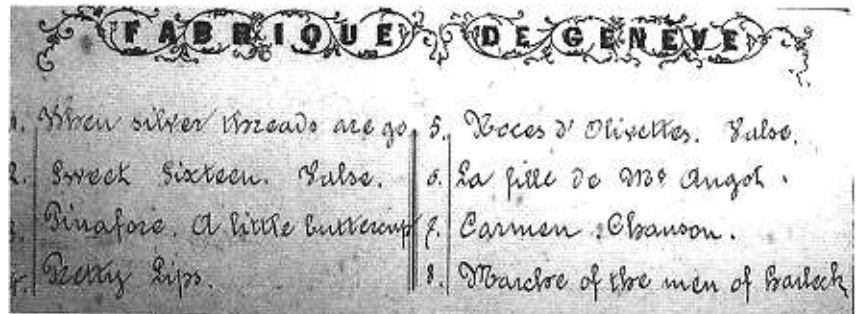 FABRIQUE DE GENEVE
1. When silver threads are go.
2. Sweet Sixteen. Valse.
3. Pinafore. A little buttercup
4. Pretty Lips.
5. Noces d'Olivettes. Valse.
6. La fille de Me Angot.
7. Carmen. Chanson.
8. Marche of the men of harleck